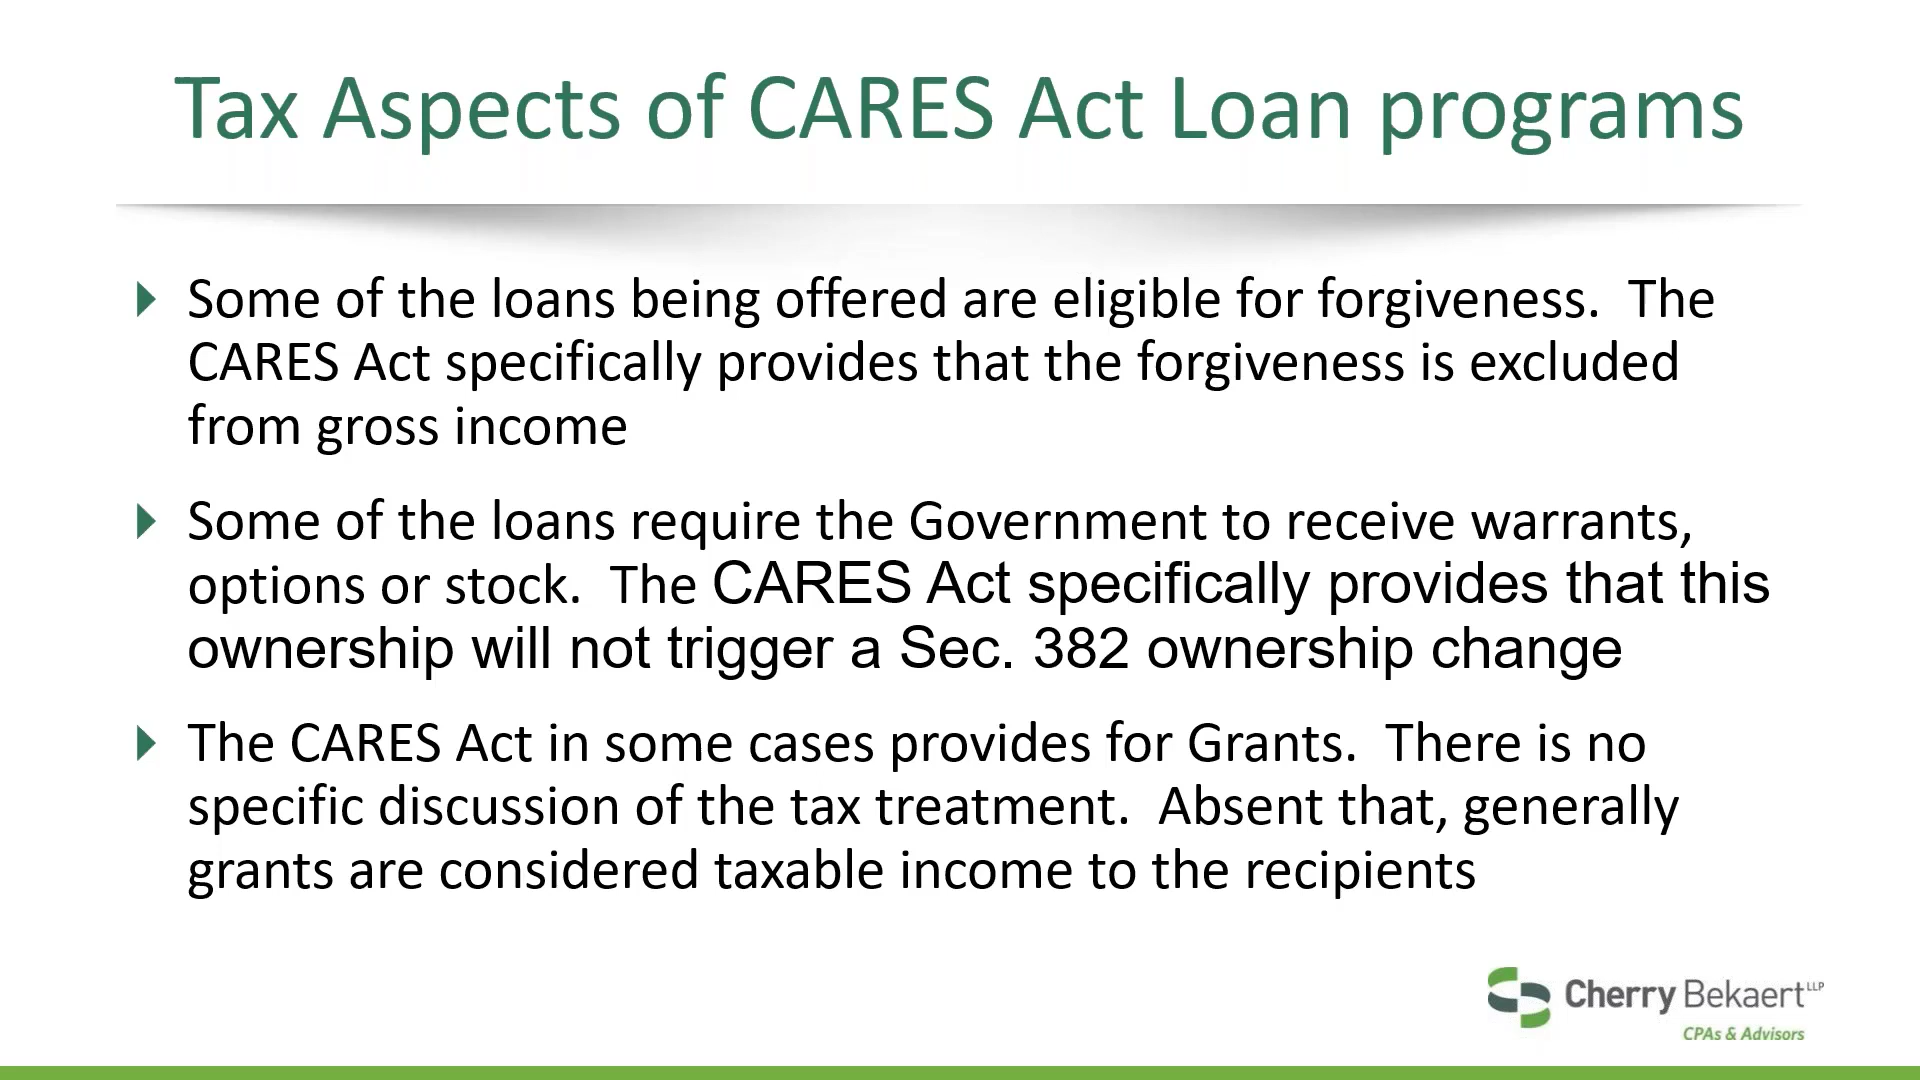 Tax Aspects of CARES Act Loan programs
Some of the loans being offered are eligible for forgiveness.  The
CARES Act specifically provides that the forgiveness is excluded
from gross income
Some of the loans require the Government to receive warrants,
options or stock.  The CARES Act specifically provides that this
ownership will not trigger a Sec. 382 ownership change
The CARES Act in some cases provides for Grants.  There is no
specific discussion of the tax treatment.  Absent that, generally
grants are considered taxable income to the recipients
Cherry Bekaert LLP
CPAs & Advisors